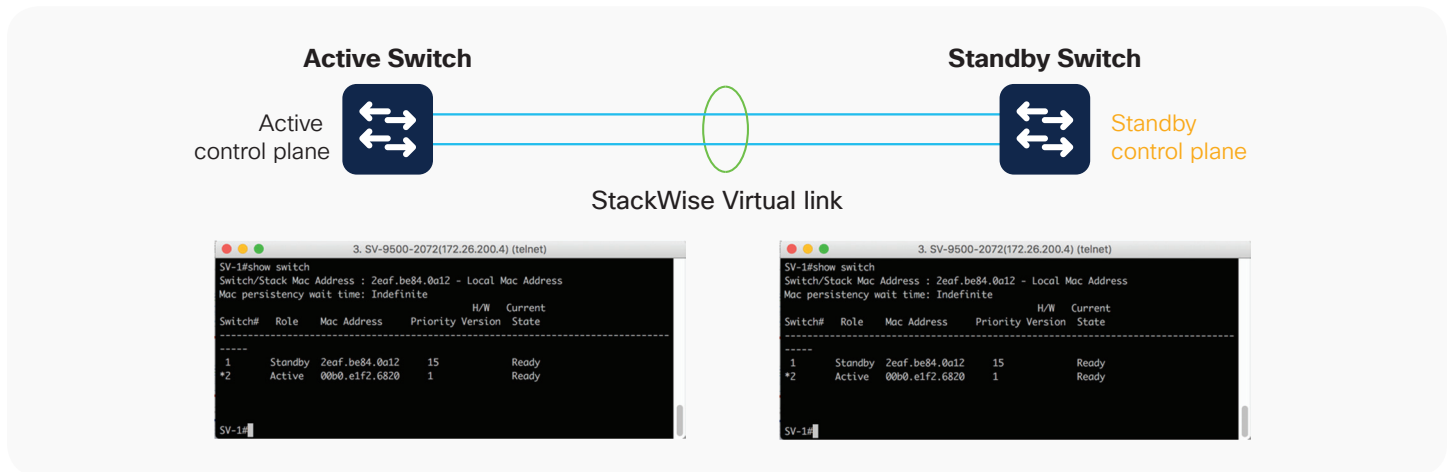 Active Switch
Standby Switch
Active
control plane
Standby
control plane
StackWise Virtual link
3. SV-9500-2072(172.26.200.4) (telnet)
SV-1#show switch
Switch/Stack Mac Address : 2eaf.be84.0a12 - Local Mac Address
Mac persistency wait time: Indefinite
H/W Current
Switch# Role Mac Address Priority Version State
------------------------------------------------------------
-----
1 Standby 2eaf.be84.0a12 15 Ready
*2 Active 00b0.e1f2.6820 1 Ready
SV-1#
3. SV-9500-2072(172.26.200.4) (telnet)
SV-1#show switch
Switch/Stack Mac Address : 2eaf.be84.0a12 - Local Mac Address
Mac persistency wait time: Indefinite
H/W Current
Switch# Role Mac Address Priority Version State
------------------------------------------------------------
-----
1 Standby 2eaf.be84.0a12 15 Ready
*2 Active 00b0.e1f2.6820 1 Ready
SV-1#